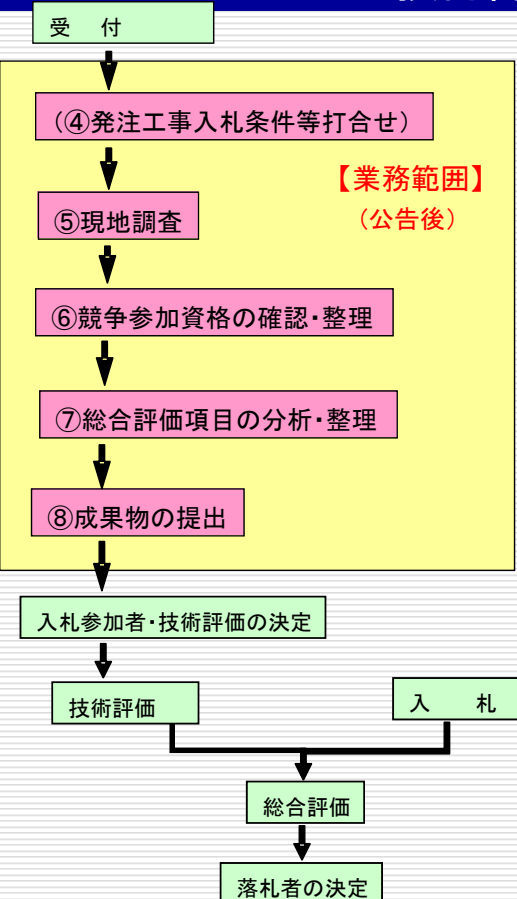 受　付
（④発注工事入札条件等打合せ）
【業務範囲】
（公告後）
⑤現地調査
⑥競争参加資格の確認・整理
⑦総合評価項目の分析・整理
⑧成果物の提出
入札参加者・技術評価の決定
技術評価
入　札
総合評価
落札者の決定